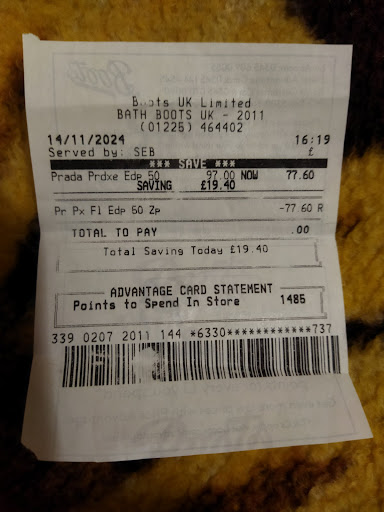 Boots
Boots UK Limited
BATH BOOTS UK - 2011
(01225) 464402
14/11/2024 16:19
Served by: SEB £
*** SAVE ***
Prada Prdxe Edp 50 97.00 NOW 77.60
SAVING £19.40
Pr Px Fl Edp 50 Zp -77.60 R
TOTAL TO PAY .00
Total Saving Today £19.40
ADVANTAGE CARD STATEMENT
Points to Spend In Store 1485
339 0207 2011 144 *6330***********737